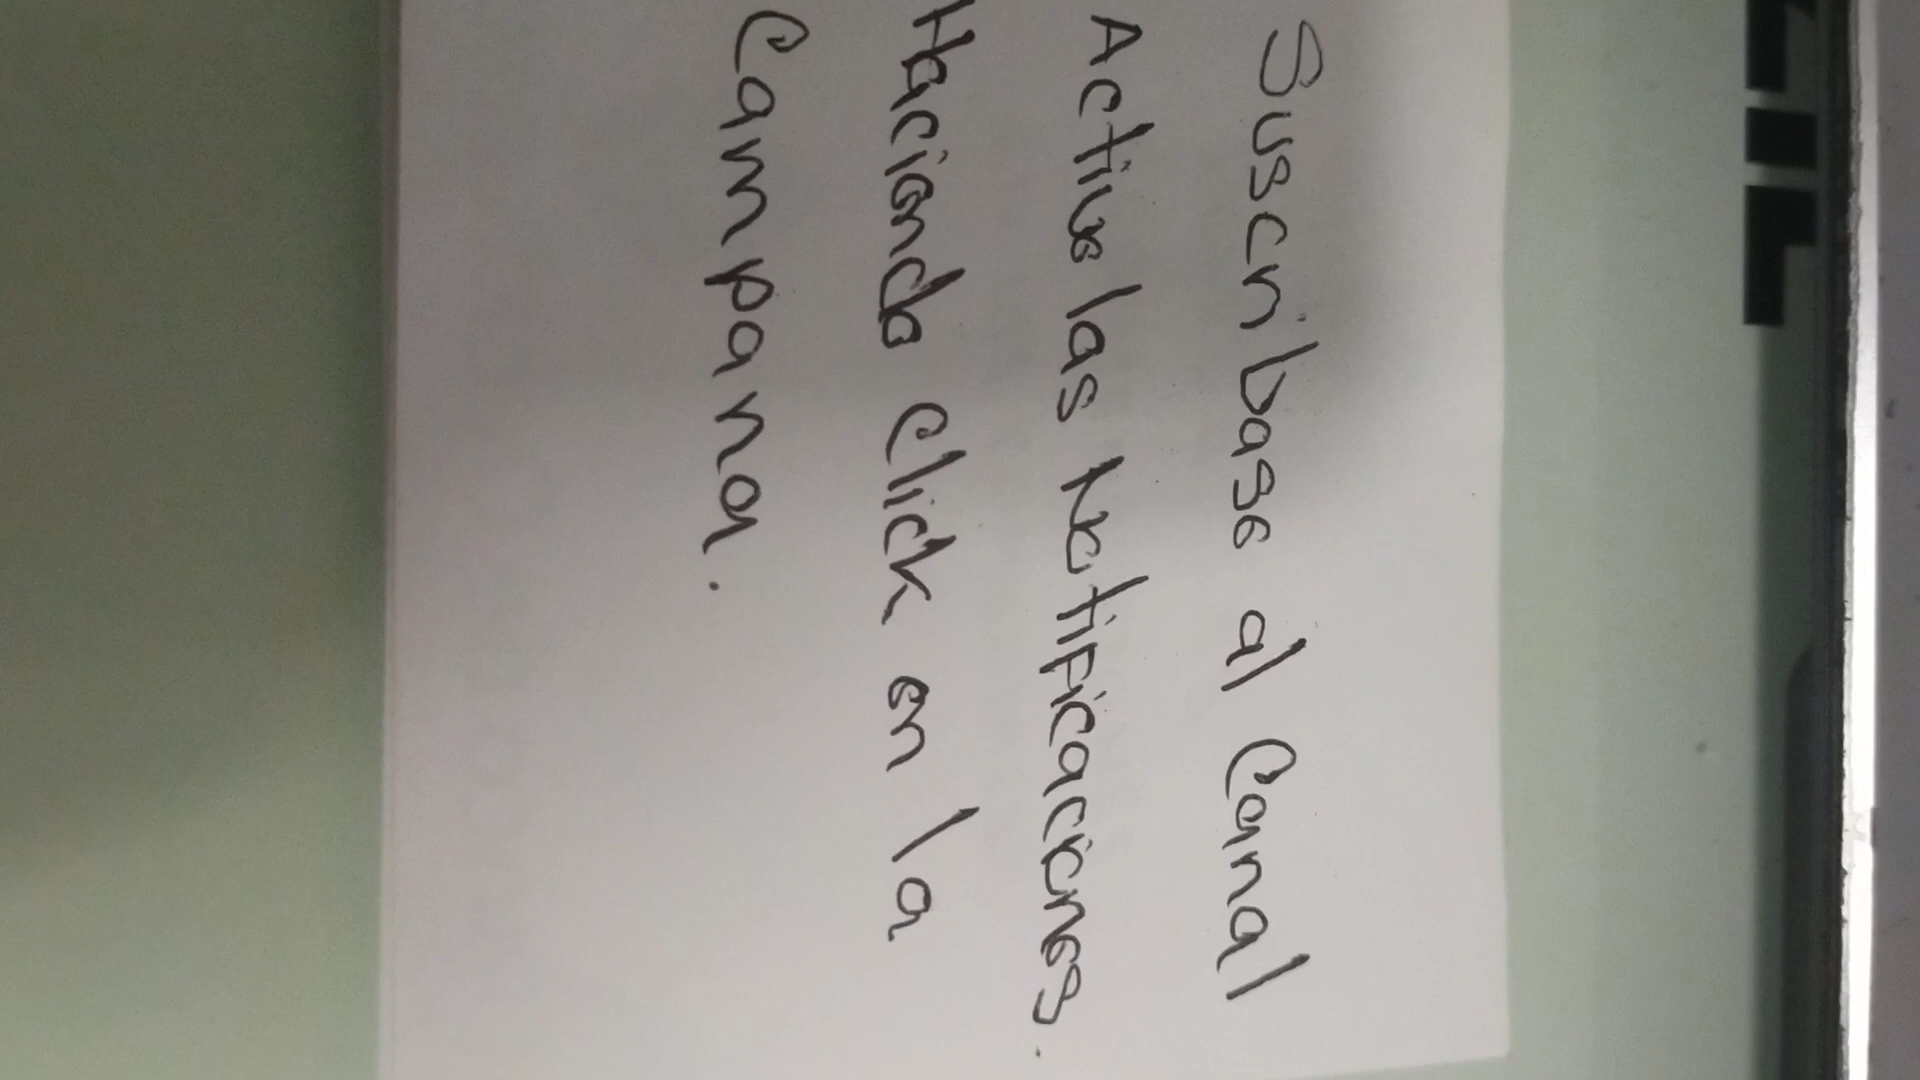 Suscribase al Canal
Active las Notificaciones.
Haciendo Click en la
Campana.